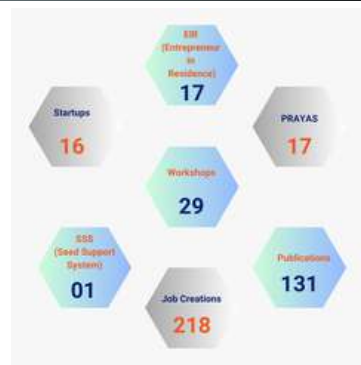 EIR
(Entrepreneur
in
Residence)
17
Startups
16
PRAYAS
17
Workshops
29
SSS
(Seed Support
System)
01
Publications
131
Job Creations
218